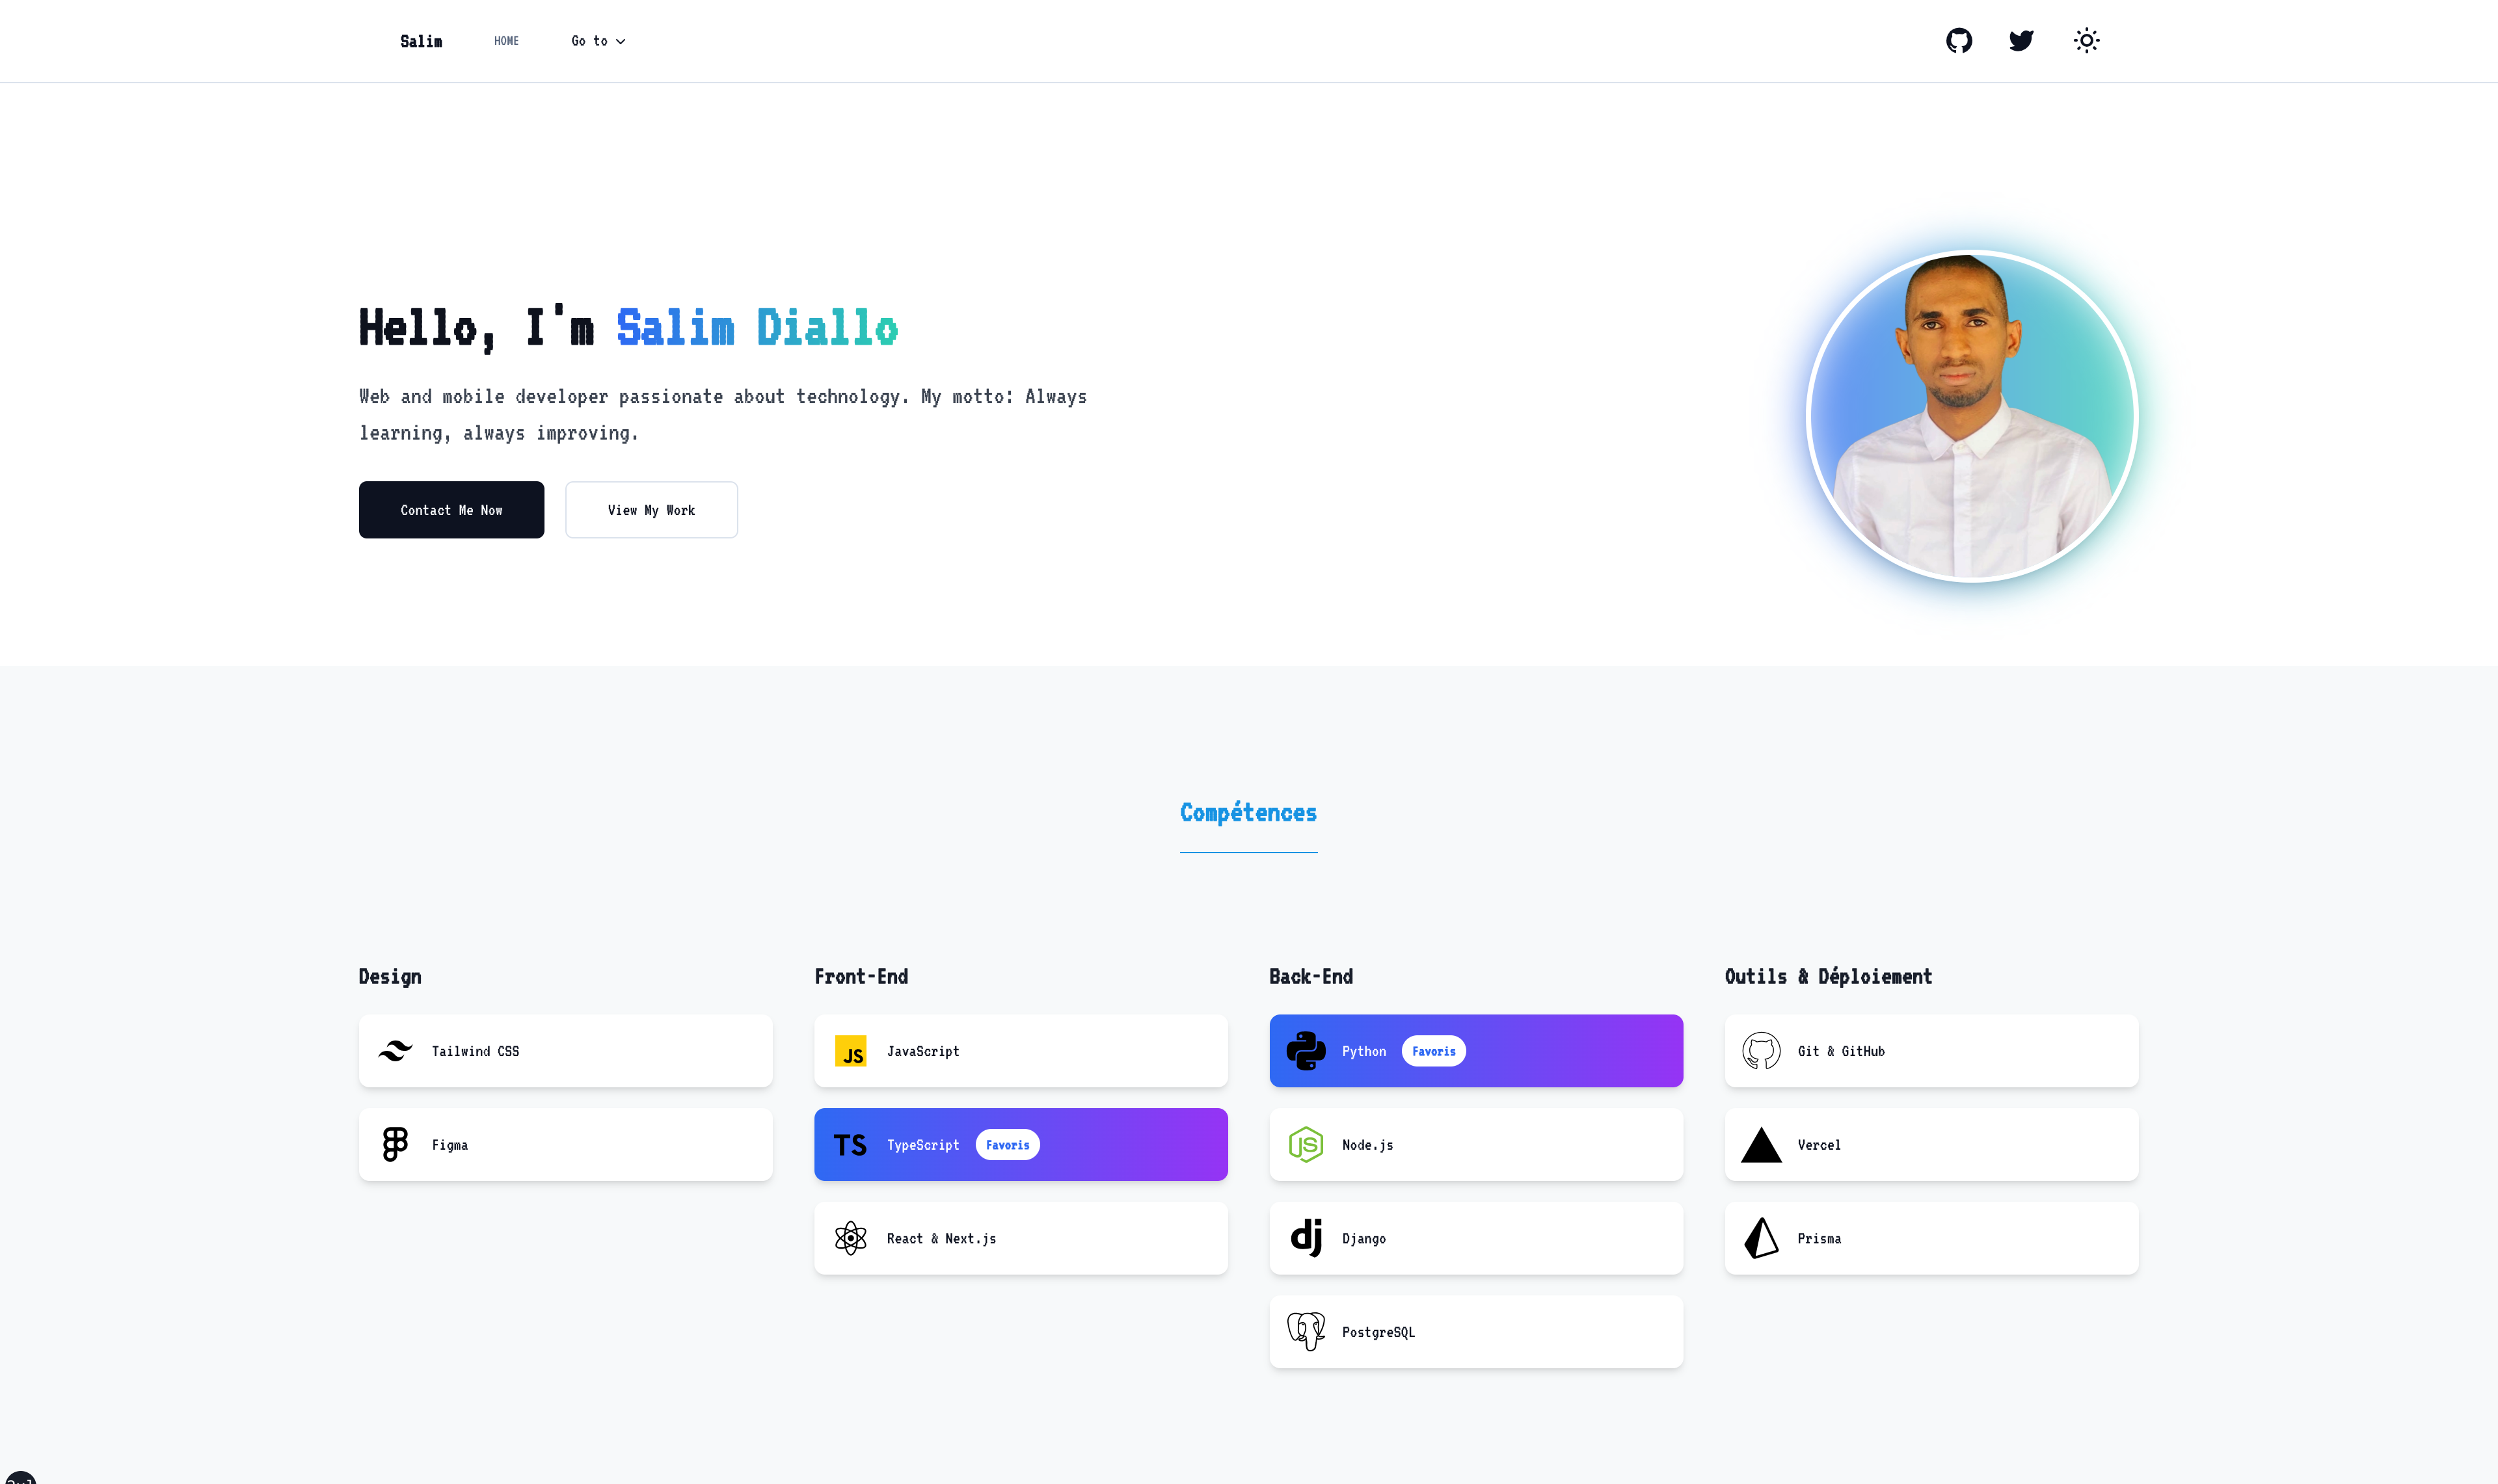 Salim HOME Go to
Hello, I'm Salim Diallo
Web and mobile developer passionate about technology. My motto: Always
learning, always improving.
Contact Me Now View My Work
Compétences
Design
Tailwind CSS
Figma
Front-End
JS JavaScript
TS TypeScript Favoris
React & Next.js
Back-End
Python Favoris
JS Node.js
dj Django
PostgreSQL
Outils & Déploiement
Git & GitHub
Vercel
Prisma